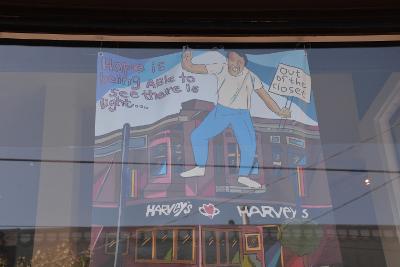 Hope is
being Able to
see there is
light....
Out
of the
closet
HARVEY'S HARVEY'S